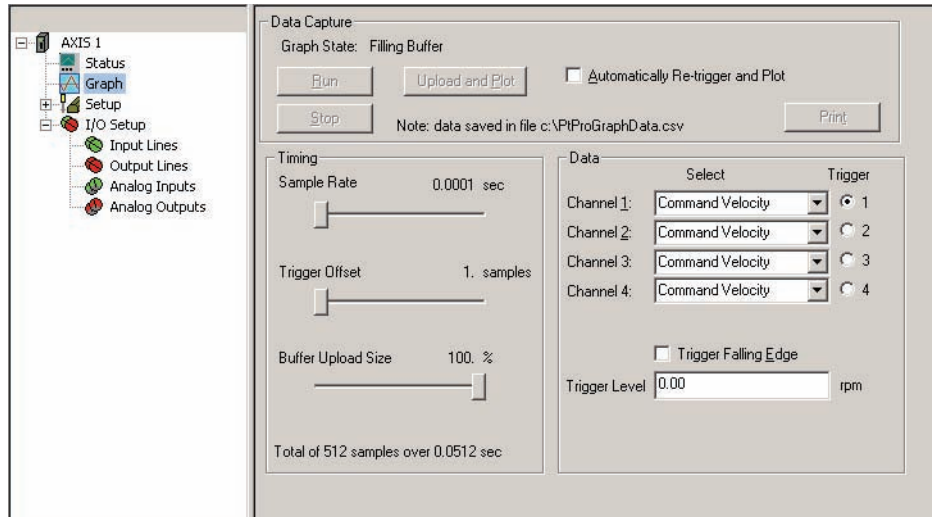 AXIS 1
Status
Graph
Setup
I/O Setup
Input Lines
Output Lines
Analog Inputs
Analog Outputs
Data Capture
Graph State: Filling Buffer
Run
Upload and Plot
Automatically Re-trigger and Plot
Stop
Note: data saved in file c:\PtProGraphData.csv
Print
Timing
Sample Rate 0.0001 sec
Trigger Offset 1. samples
Buffer Upload Size 100. %
Total of 512 samples over 0.0512 sec
Data
Select Trigger
Channel 1: Command Velocity 1
Channel 2: Command Velocity 2
Channel 3: Command Velocity 3
Channel 4: Command Velocity 4
Trigger Falling Edge
Trigger Level 0.00 rpm